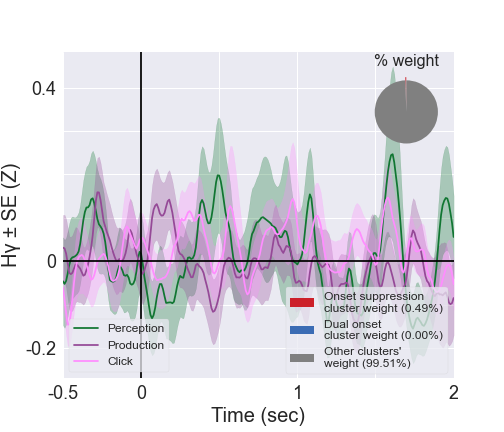 % weight
0.4
0
-0.2
Hγ ± SE (Z)
Perception
Production
Click
Onset suppression
cluster weight (0.49%)
Dual onset
cluster weight (0.00%)
Other clusters'
weight (99.51%)
-0.5
0
1
2
Time (sec)